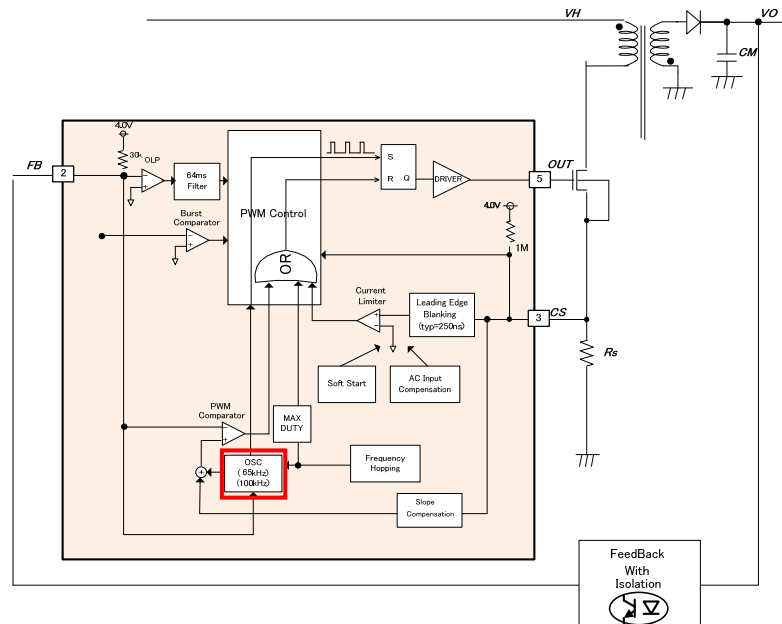 VH
VO
CM
4.0V
30k
OLP
FB
2
64ms
Filter
PWM Control
S
R Q
DRIVER
OUT
5
Burst
Comparator
4.0V
1M
OR
Current
Limiter
Leading Edge
Blanking
(typ=250ns)
3
CS
Rs
Soft Start
AC Input
Compensation
PWM
Comparator
MAX
DUTY
OSC
( 65kHz)
(100kHz)
Frequency
Hopping
Slope
Compensation
FeedBack
With
Isolation